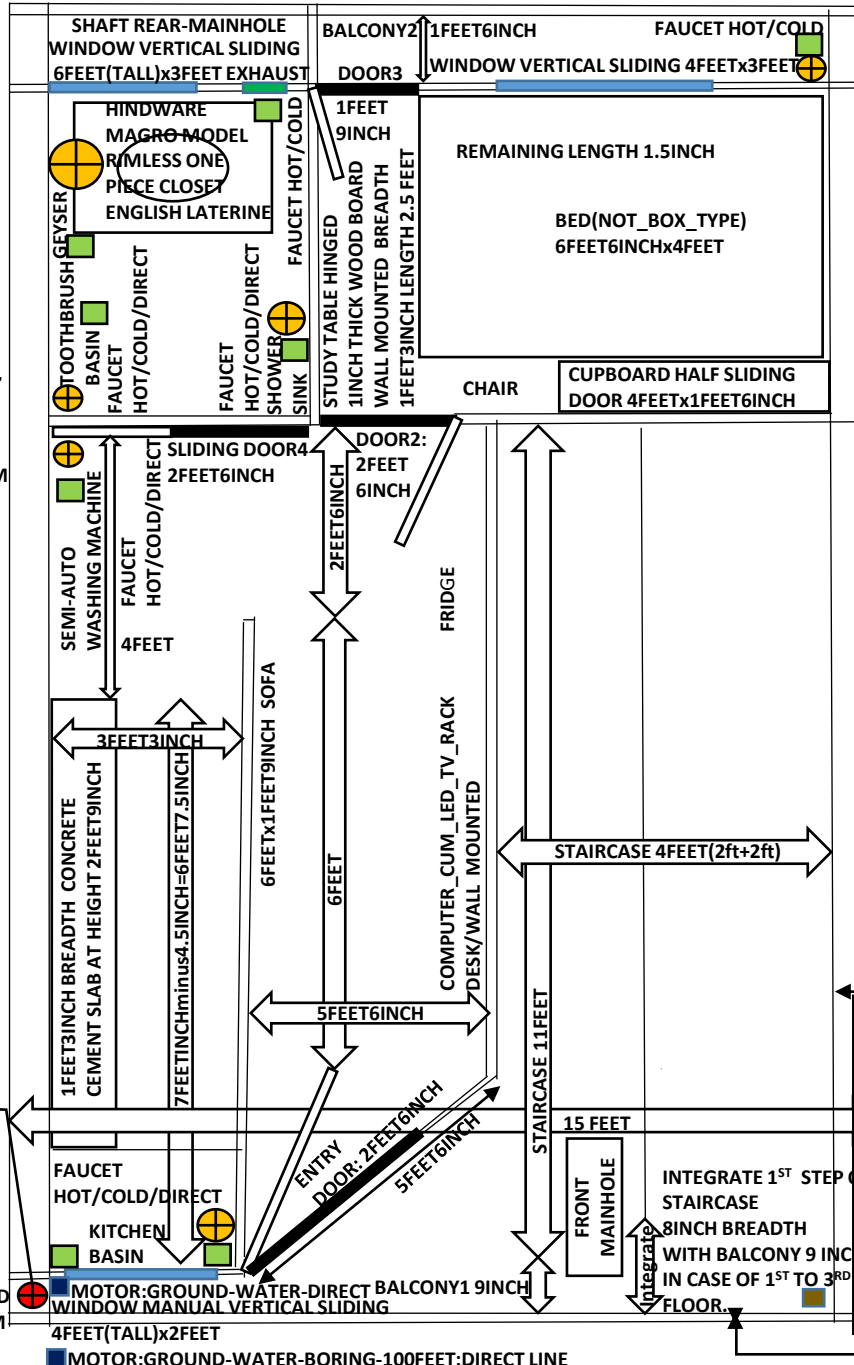 SHAFT REAR-MAINHOLE
WINDOW VERTICAL SLIDING
6FEET(TALL)x3FEET EXHAUST
BALCONY2
1FEET6INCH
FAUCET HOT/COLD
DOOR3
WINDOW VERTICAL SLIDING 4FEETx3FEET
HINDWARE
MAGRO MODEL
RIMLESS ONE
PIECE CLOSET
ENGLISH LATERINE
FAUCET HOT/COLD
1FEET
9INCH
REMAINING LENGTH 1.5INCH
BED(NOT_BOX_TYPE)
6FEET6INCHx4FEET
GEYSER
TOOTHBRUSH
BASIN
FAUCET
HOT/COLD/DIRECT
FAUCET
HOT/COLD/DIRECT
SHOWER
SINK
STUDY TABLE HINGED
1INCH THICK WOOD BOARD
WALL MOUNTED BREADTH
1FEET3INCH LENGTH 2.5 FEET
CHAIR
CUPBOARD HALF SLIDING
DOOR 4FEETx1FEET6INCH
SLIDING DOOR4
2FEET6INCH
DOOR2:
2FEET
6INCH
M
2FEET6INCH
SEMI-AUTO
WASHING MACHINE
FAUCET
HOT/COLD/DIRECT
4FEET
FRIDGE
3FEET3INCH
6FEETx1FEET9INCH SOFA
6FEET
1FEET3INCH BREADTH CONCRETE
CEMENT SLAB AT HEIGHT 2FEET9INCH
7FEETINCHminus4.5INCH=6FEET7.5INCH
COMPUTER_CUM_LED_TV_RACK
DESK/WALL MOUNTED
STAIRCASE 4FEET(2ft+2ft)
5FEET6INCH
STAIRCASE 11FEET
15 FEET
ENTRY
DOOR: 2FEET6INCH
5FEET6INCH
FAUCET
HOT/COLD/DIRECT
KITCHEN
BASIN
FRONT
MAINHOLE
Integrate
INTEGRATE 1ST STEP
STAIRCASE
8INCH BREADTH
WITH BALCONY 9 INC
IN CASE OF 1ST TO 3RD
FLOOR.
MOTOR:GROUND-WATER-DIRECT
BALCONY1 9INCH
D
M
WINDOW MANUAL VERTICAL SLIDING
4FEET(TALL)x2FEET
MOTOR:GROUND-WATER-BORING-100FEET:DIRECT LINE